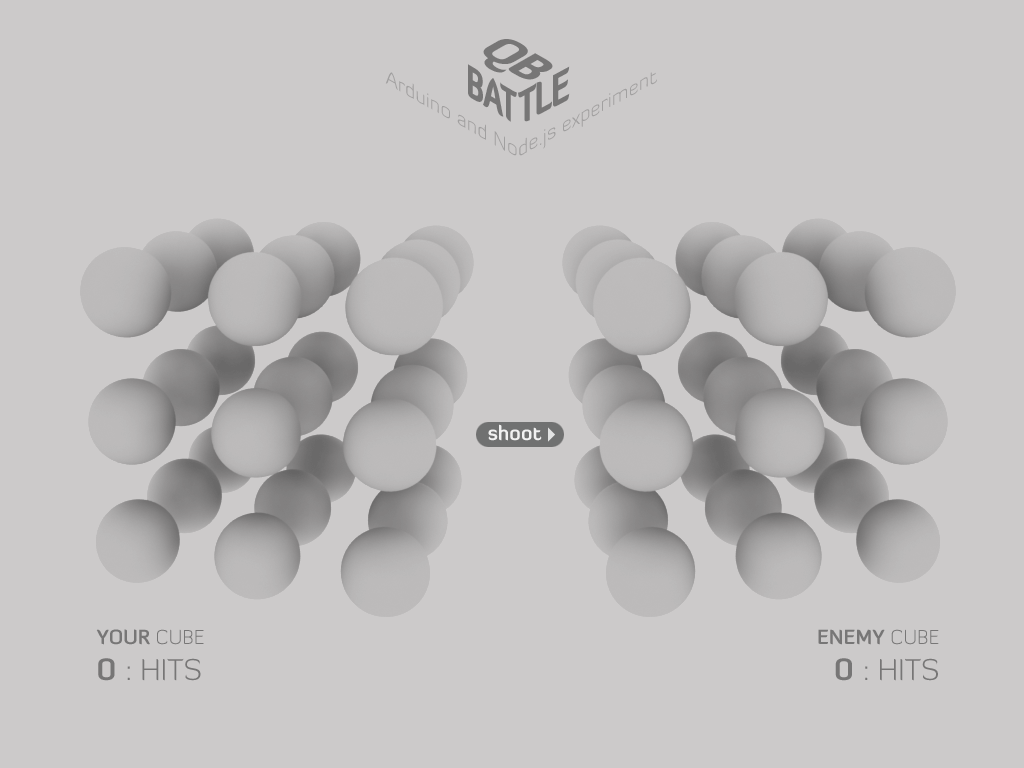 QB
BATTLE
Arduino and Node.js experiment
shoot
YOUR CUBE
0 : HITS
ENEMY CUBE
0 : HITS